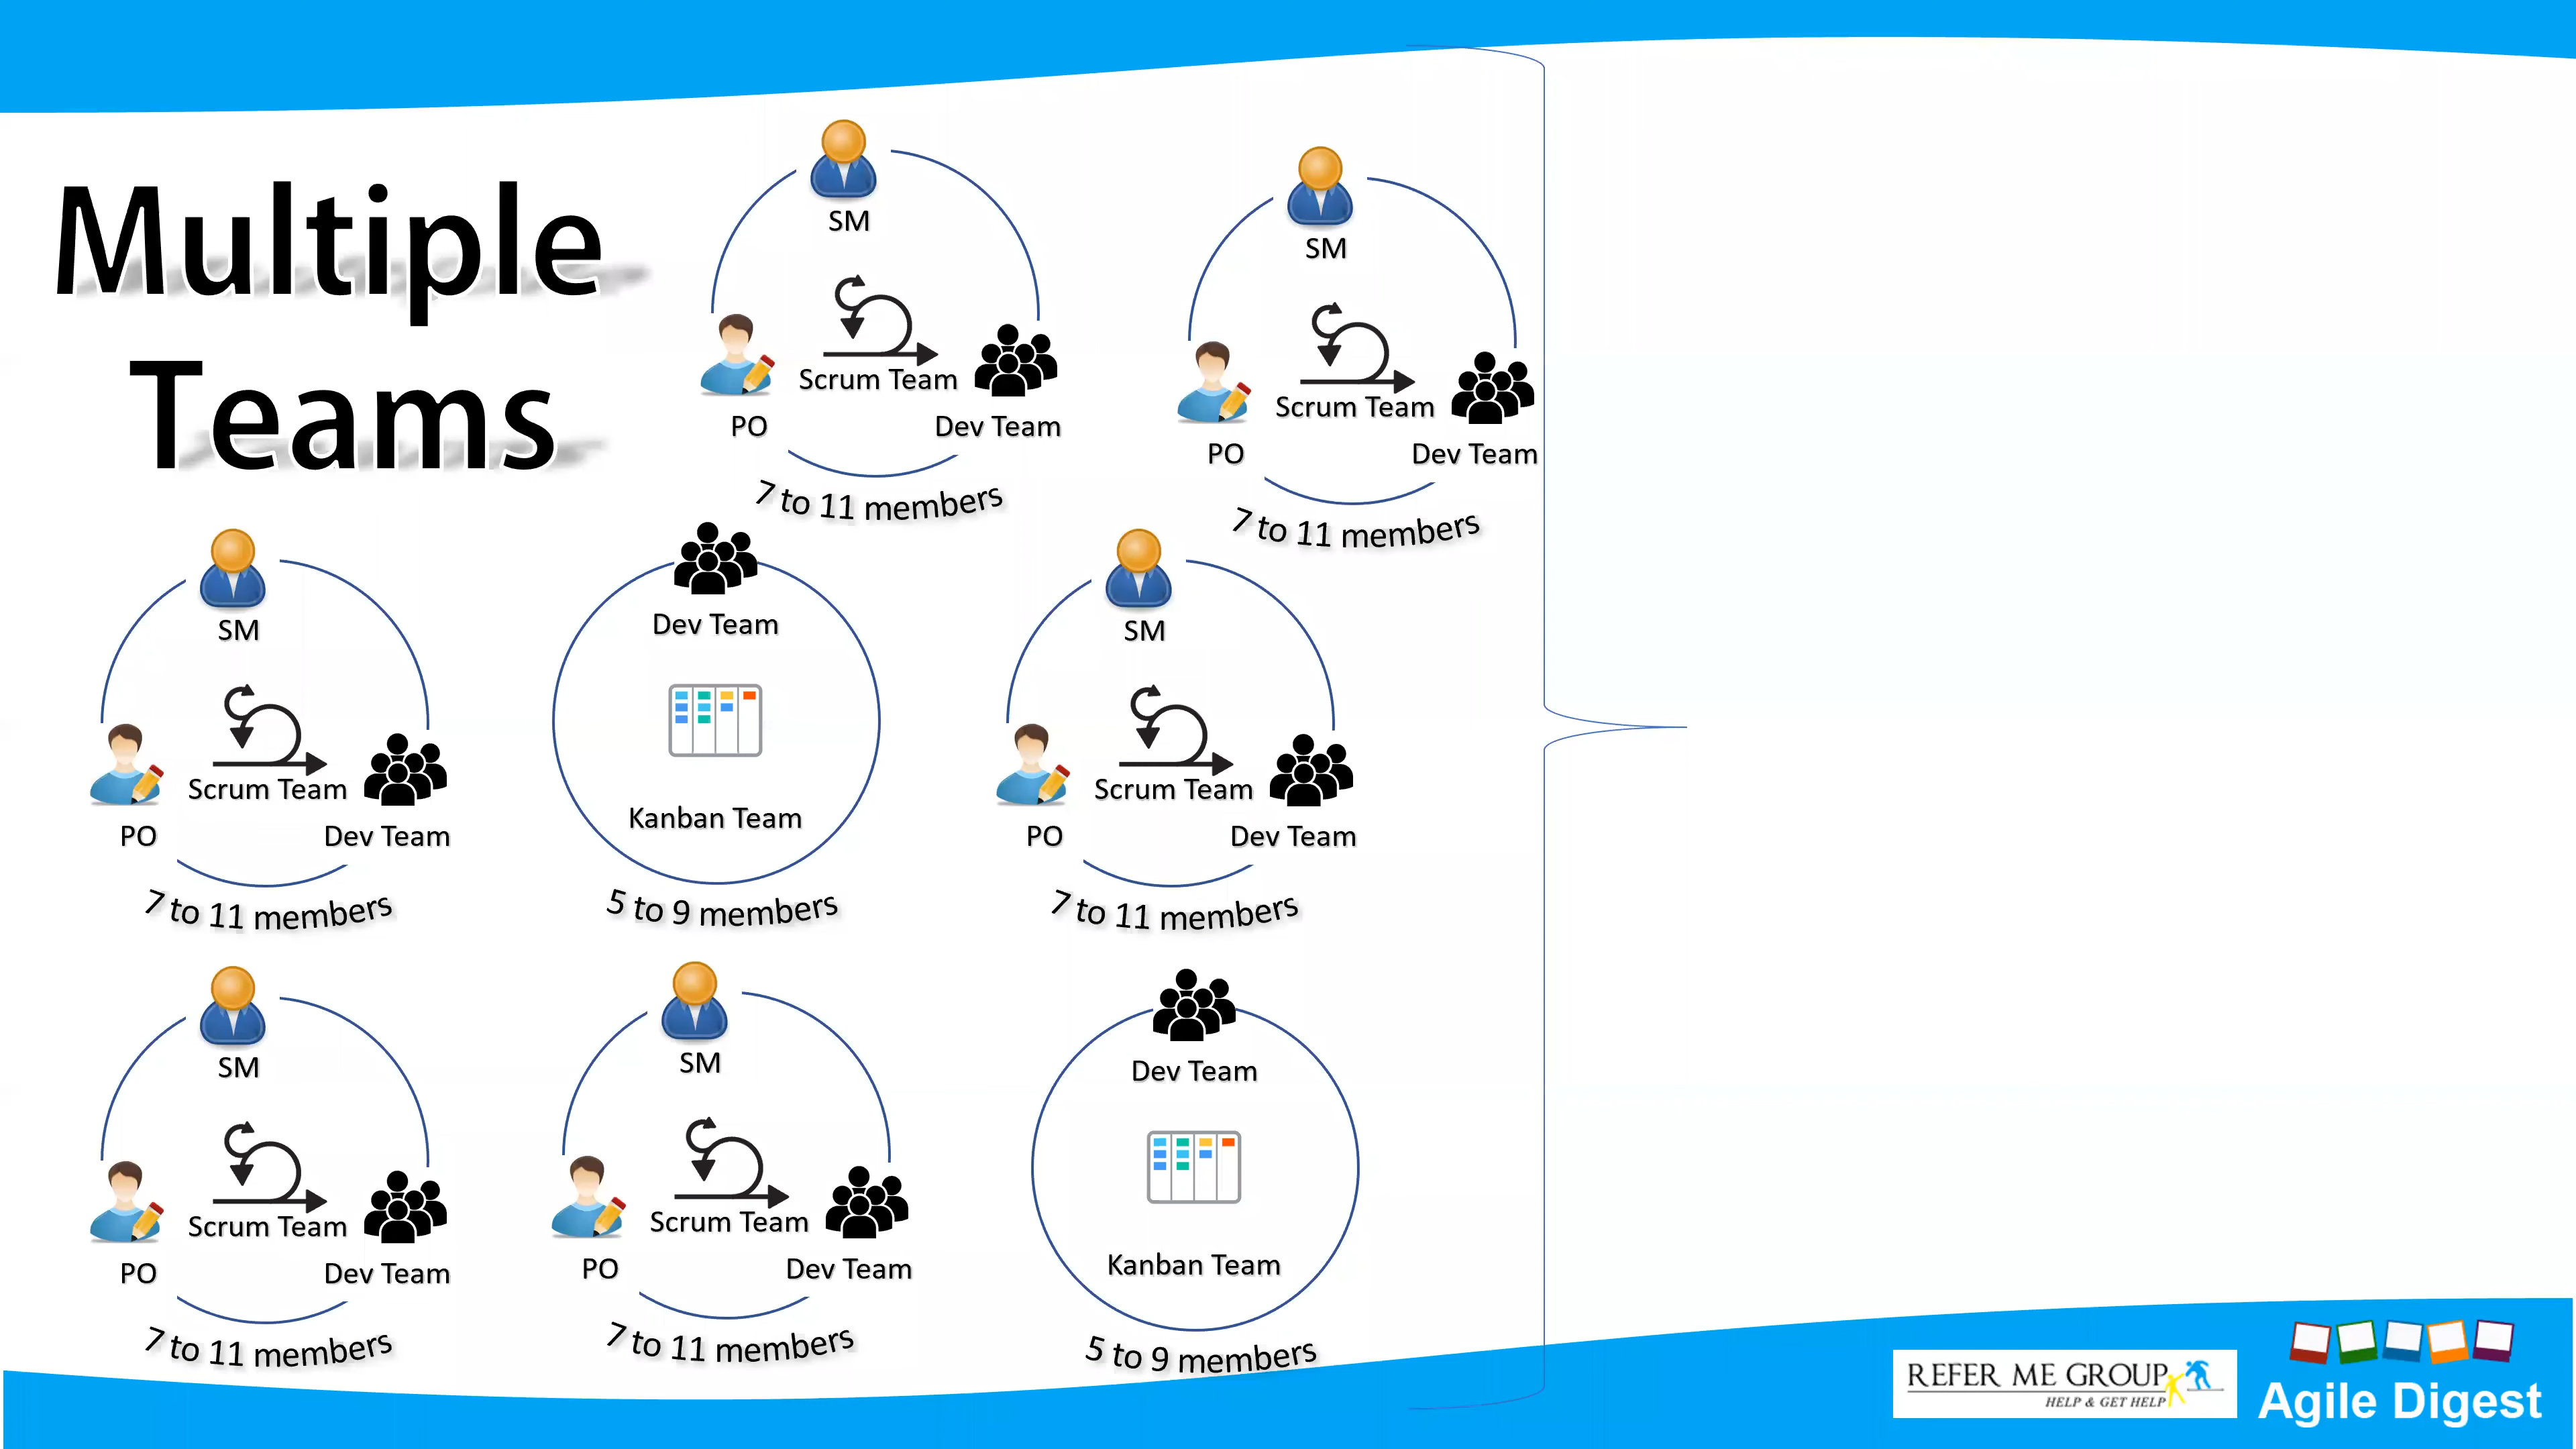 Multiple
Teams
SM
Scrum Team
PO
Dev Team
7 to 11 members
SM
Scrum Team
PO
Dev Team
7 to 11 members
SM
Scrum Team
PO
Dev Team
7 to 11 members
Dev Team
Kanban Team
5 to 9 members
SM
Scrum Team
PO
Dev Team
7 to 11 members
SM
Scrum Team
PO
Dev Team
7 to 11 members
SM
Scrum Team
PO
Dev Team
7 to 11 members
Dev Team
Kanban Team
5 to 9 members
REFER ME GROUP
HELP & GET HELP
Agile Digest